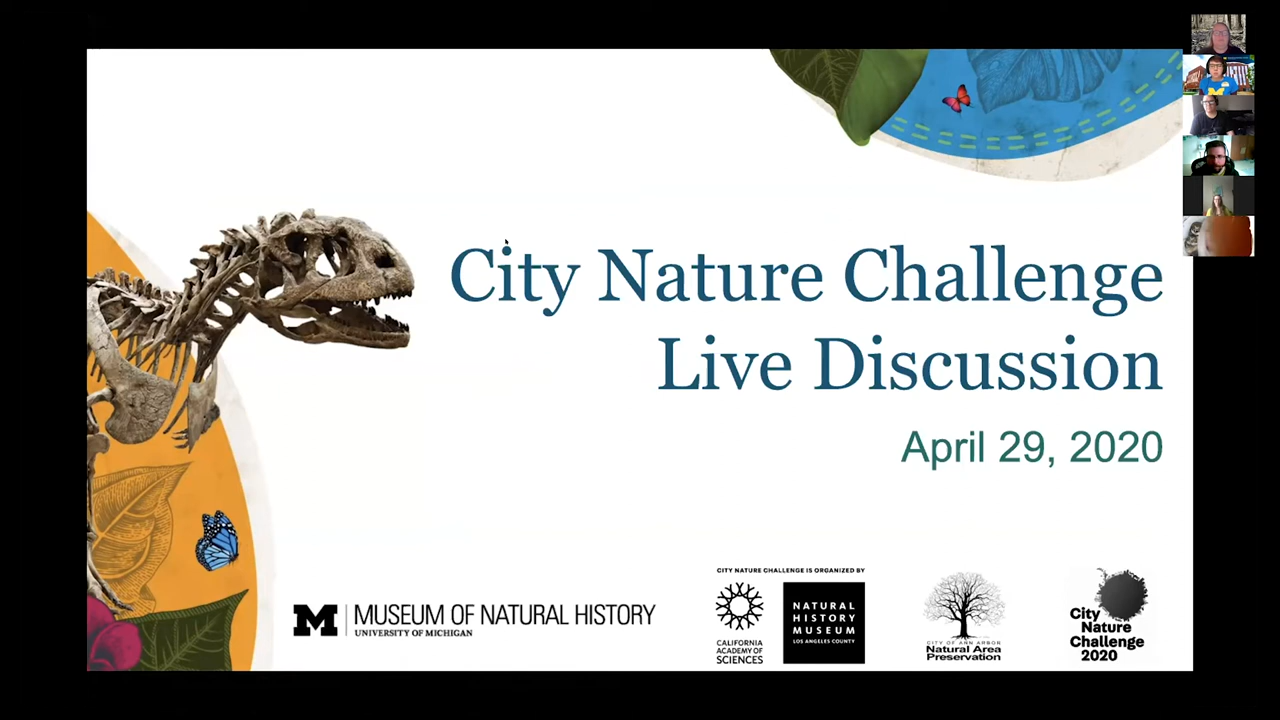 City Nature Challenge
Live Discussion
April 29, 2020
M
MUSEUM OF NATURAL HISTORY
UNIVERSITY OF MICHIGAN
CITY NATURE CHALLENGE IS ORGANIZED BY
CALIFORNIA
ACADEMY OF
SCIENCES
NATURAL
HISTORY
MUSEUM
LOS ANGELES COUNTY
CITY OF ANN ARBOR
Natural Area
Preservation
City
Nature
Challenge
2020
M